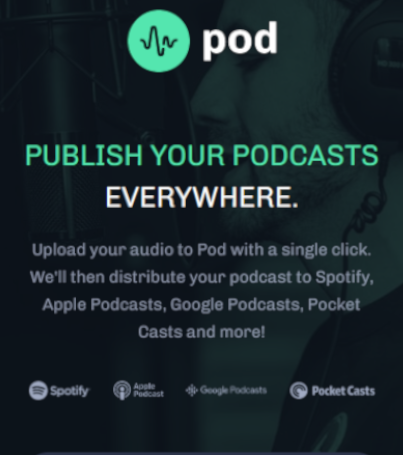 pod
PUBLISH YOUR PODCASTS
EVERYWHERE.
Upload your audio to Pod with a single click.
We'll then distribute your podcast to Spotify,
Apple Podcasts, Google Podcasts, Pocket
Casts and more!
Spotify Apple Podcast Google Podcasts Pocket Casts